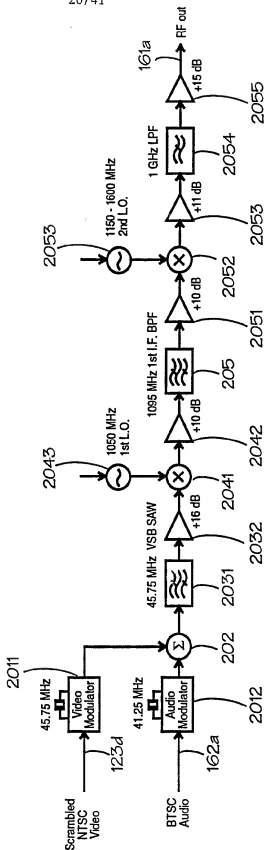 20/41
Scrambled
NTSC
Video
123d
45.75 MHz
Video
Modulator
2011
BTSC
Audio
162a
41.25 MHz
Audio
Modulator
2012
Σ
202
45.75 MHz VSB SAW
2031
+16 dB
2032
2043
1050 MHz
1st L.O.
2041
+10 dB
2042
1095 MHz 1st I.F. BPF
205
+10 dB
2051
2053
1150 - 1600 MHz
2nd L.O.
2052
+11 dB
2053
1 GHz LPF
2054
+15 dB
2055
161a
RF out